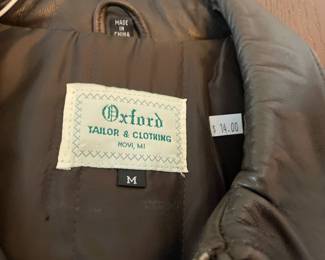 MADE
IN
CHINA
Oxford
TAILOR & CLOTHING
NOVI, MI
M
$ 14.00